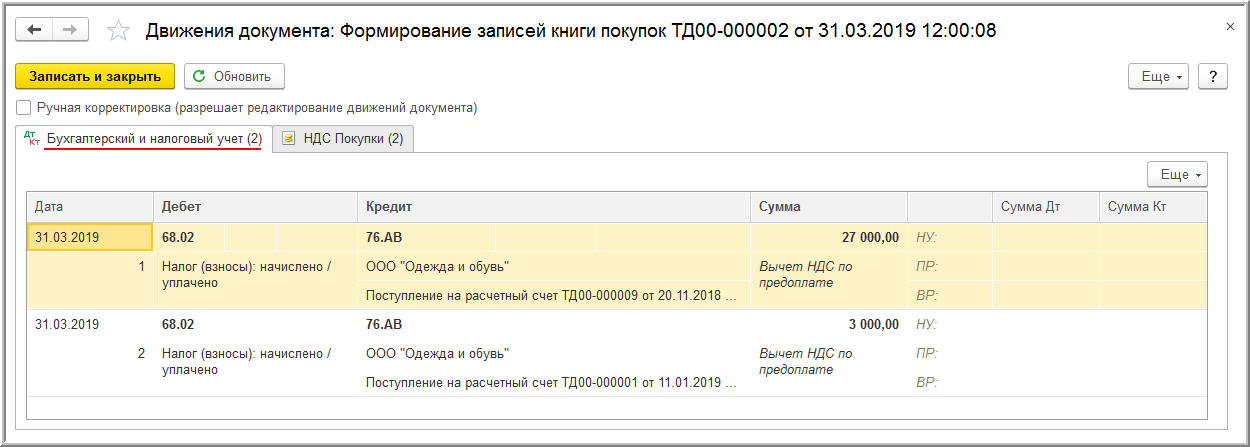 Движения документа: Формирование записей книги покупок ТД00-000002 от 31.03.2019 12:00:08
Записать и закрыть
Обновить
Еще
?
Ручная корректировка (разрешает редактирование движений документа)
Дт Кт Бухгалтерский и налоговый учет (2)
НДС Покупки (2)
Еще
Дата Дебет Кредит Сумма Сумма Дт Сумма Кт
31.03.2019 68.02 76.АВ 27 000,00 НУ:
1 Налог (взносы): начислено / ООО "Одежда и обувь" Вычет НДС по ПР:
уплачено предоплате
Поступление на расчетный счет ТД00-000009 от 20.11.2018 ... ВР:
31.03.2019 68.02 76.АВ 3 000,00 НУ:
2 Налог (взносы): начислено / ООО "Одежда и обувь" Вычет НДС по ПР:
уплачено предоплате
Поступление на расчетный счет ТД00-000001 от 11.01.2019 ... ВР: